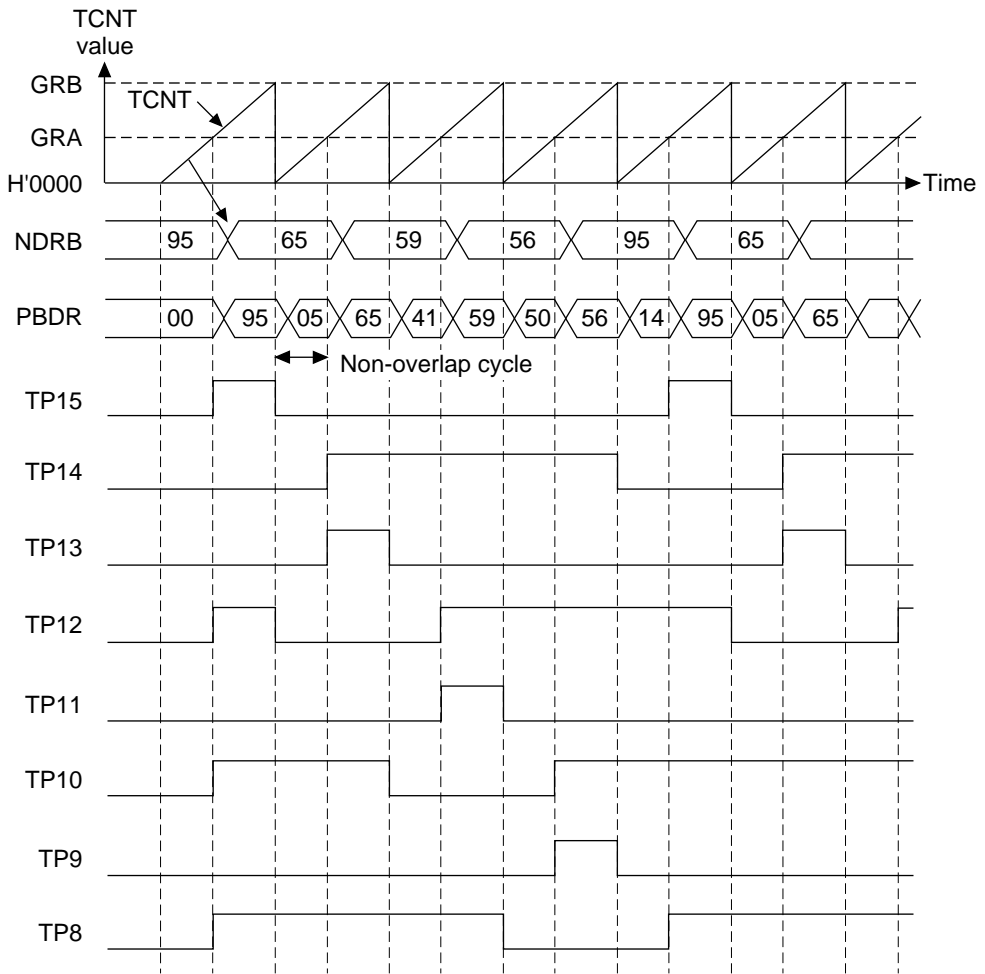 TCNT
value
GRB
TCNT
GRA
H'0000
Time
NDRB 95 65 59 56 95 65
PBDR 00 95 05 65 41 59 50 56 14 95 05 65
Non-overlap cycle
TP15
TP14
TP13
TP12
TP11
TP10
TP9
TP8